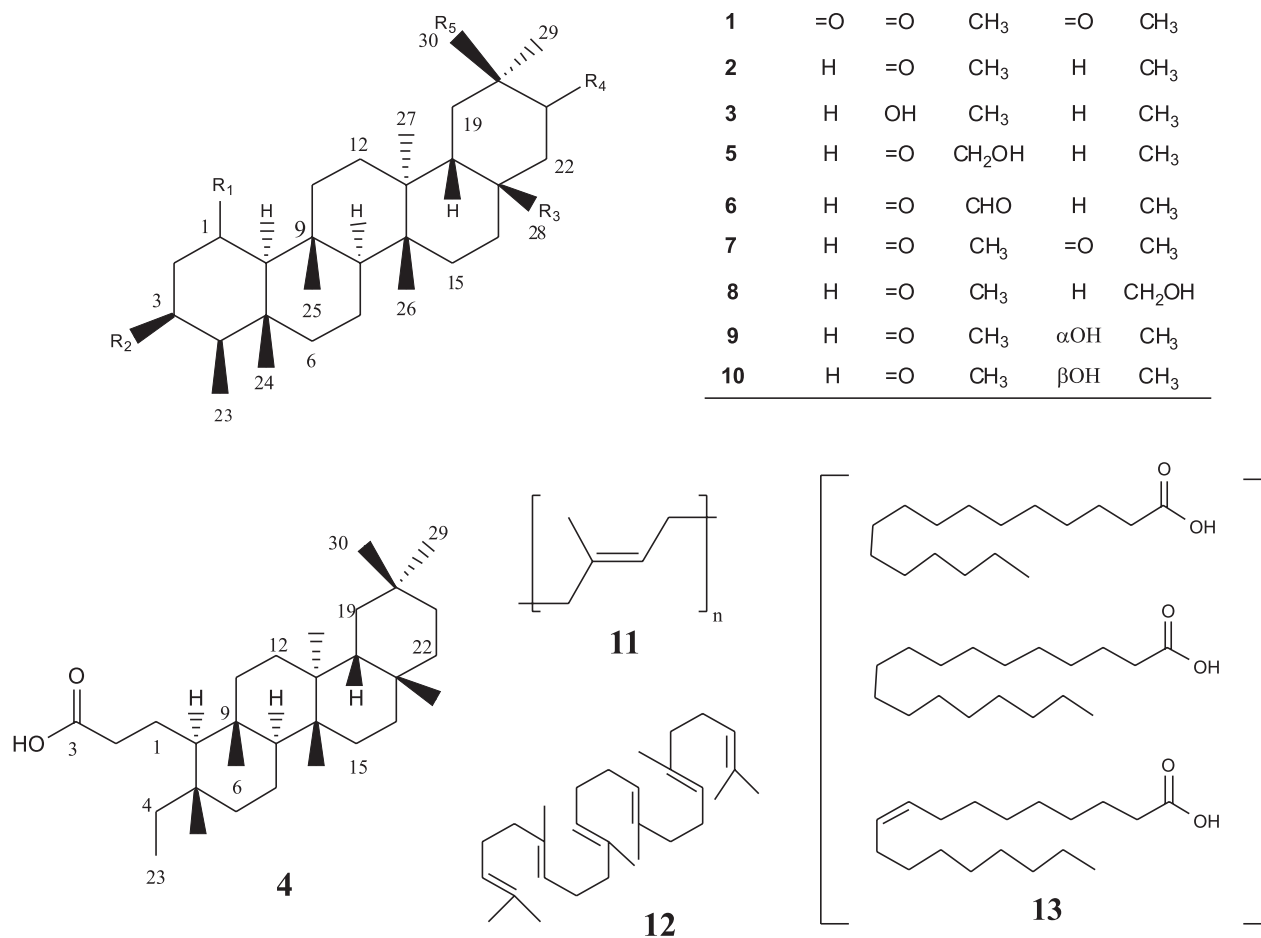 1 =O =O CH₃ =O CH₃
2 H =O CH₃ H CH₃
3 H OH CH₃ H CH₃
5 H =O CH₂OH H CH₃
6 H =O CHO H CH₃
7 H =O CH₃ =O CH₃
8 H =O CH₃ H CH₂OH
9 H =O CH₃ αOH CH₃
10 H =O CH₃ βOH CH₃
R₅
30
29
R₄
27
19
12
22
R₁
H
H
H
R₃
1
9
28
15
3
25
26
R₂
6
24
23
30
29
19
12
22
O
H
H
H
9
HO
3
1
15
6
4
23
4
n
11
12
O
OH
O
OH
O
OH
13